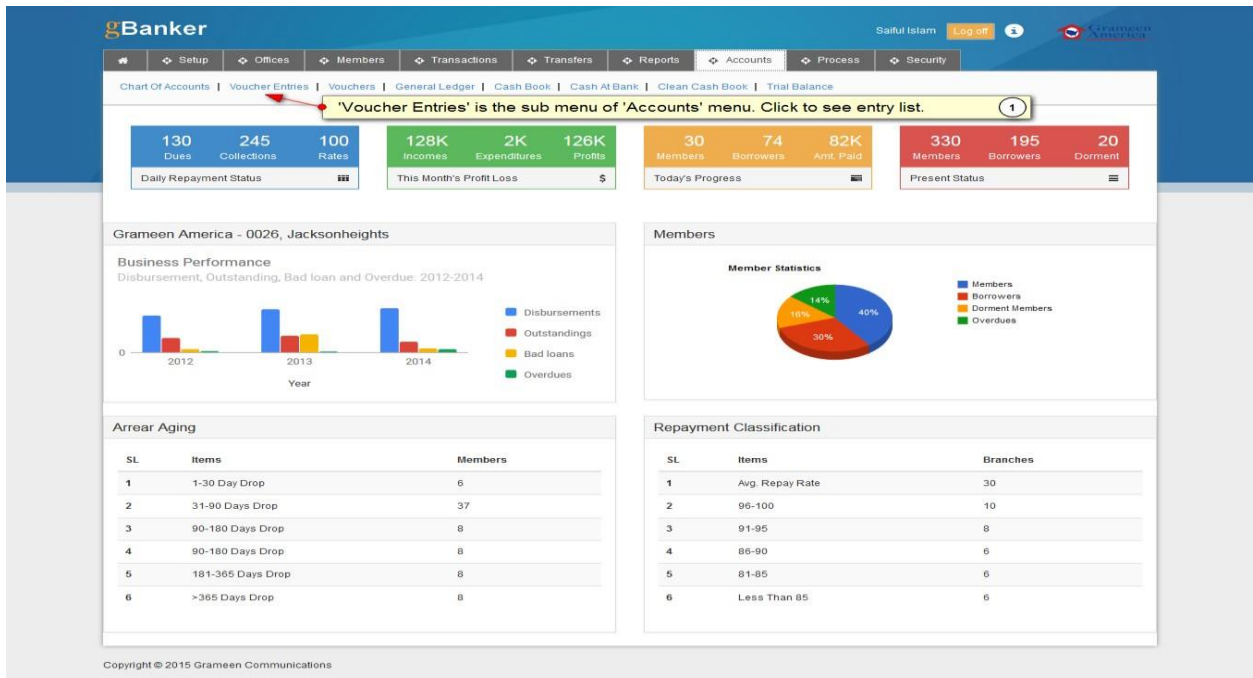 gBanker
Saiful Islam Log off i Grameen America
Setup Offices Members Transactions Transfers Reports Accounts Process Security
Chart Of Accounts | Voucher Entries | Vouchers | General Ledger | Cash Book | Cash At Bank | Clean Cash Book | Trial Balance
'Voucher Entries' is the sub menu of 'Accounts' menu. Click to see entry list. 1
130 245 100
Dues Collections Rates
Daily Repayment Status
128K 2K 126K
Incomes Expenditures Profits
This Month's Profit Loss $
30 74 82K
Members Borrowers Amt. Paid
Today's Progress
330 195 20
Members Borrowers Dorment
Present Status
Grameen America - 0026, Jacksonheights
Business Performance
Disbursement, Outstanding, Bad loan and Overdue: 2012-2014
Disbursements
Outstandings
Bad loans
Overdues
0
2012 2013 2014
Year
Members
Member Statistics
14%
16%
40%
30%
Members
Borrowers
Dorment Members
Overdues
Arrear Aging
SL Items Members
1 1-30 Day Drop 6
2 31-90 Days Drop 37
3 90-180 Days Drop 8
4 90-180 Days Drop 8
5 181-365 Days Drop 8
6 >365 Days Drop 8
Repayment Classification
SL Items Branches
1 Avg. Repay Rate 30
2 96-100 10
3 91-95 8
4 86-90 6
5 81-85 6
6 Less Than 85 6
Copyright © 2015 Grameen Communications